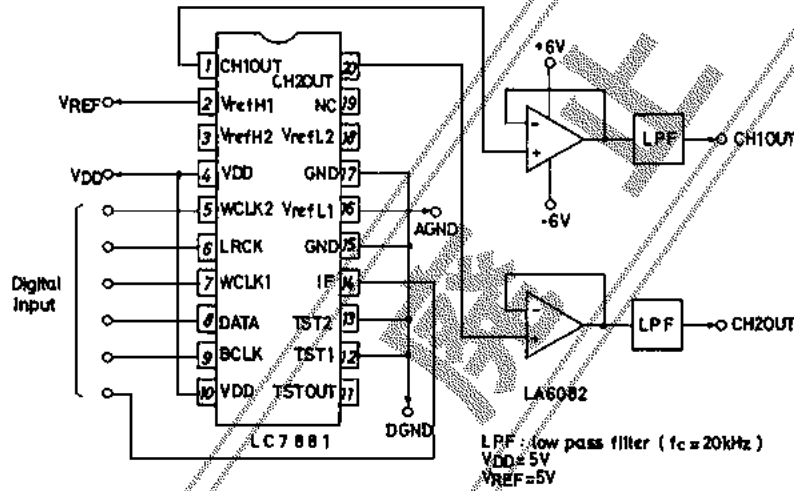 +6V
1 CH1OUT CH2OUT 20
VREF 2 VrefH1 NC 19
3 VrefH2 VrefL2 18
VDD 4 VDD GND 17
5 WCLK2 VrefL1 16 AGND
6 LRCK GND 15
7 WCLK1 IF 14
8 DATA TST2 13
9 BCLK TST1 12
10 VDD TSTOUT 11
Digital
Input
LC7881
DGND
-
+
LPF CH1OUT
-6V
-
+
LPF CH2OUT
LA6082
LPF : low pass filter ( fc = 20kHz )
VDD = 5V
VREF = 5V